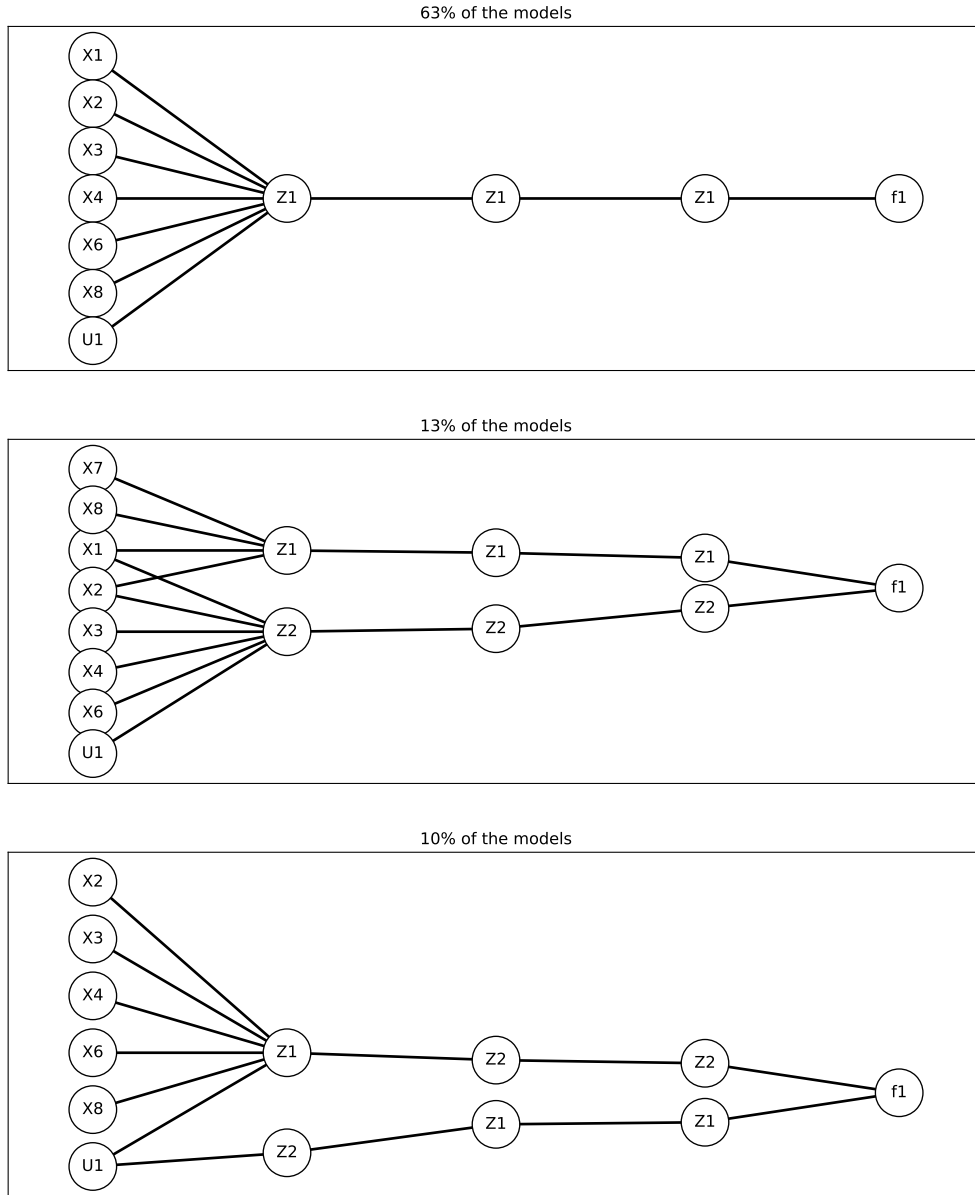 63% of the models
X1
X2
X3
X4
X6
X8
U1
Z1
Z1
Z1
f1
13% of the models
X7
X8
X1
X2
X3
X4
X6
U1
Z1
Z2
Z1
Z2
Z1
Z2
f1
10% of the models
X2
X3
X4
X6
X8
U1
Z1
Z2
Z2
Z1
Z2
Z1
f1